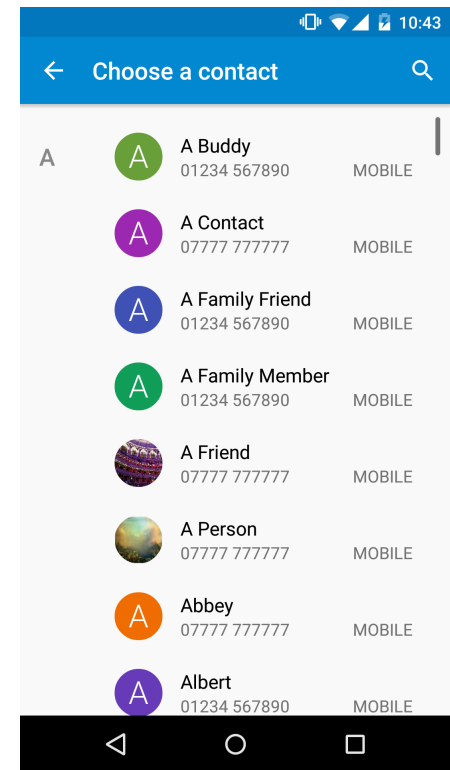 10:43
Choose a contact
A
A
A Buddy
01234 567890 MOBILE
A
A Contact
07777 777777 MOBILE
A
A Family Friend
01234 567890 MOBILE
A
A Family Member
01234 567890 MOBILE
A Friend
07777 777777 MOBILE
A Person
07777 777777 MOBILE
A
Abbey
07777 777777 MOBILE
A
Albert
01234 567890 MOBILE